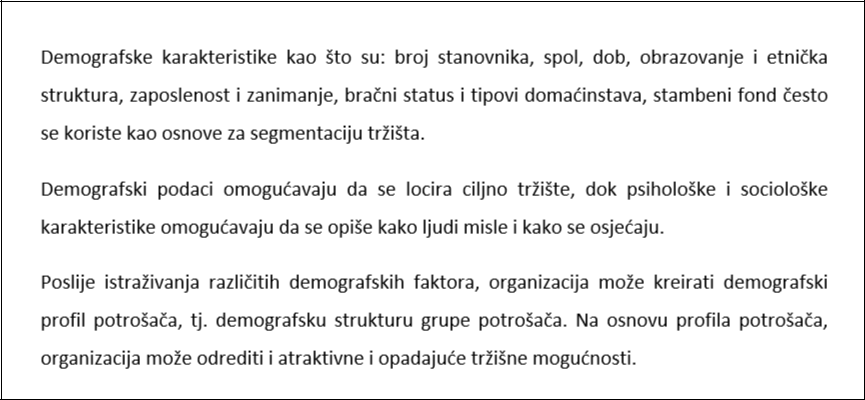 Demografske karakteristike kao što su: broj stanovnika, spol, dob, obrazovanje i etnička
struktura, zaposlenost i zanimanje, bračni status i tipovi domaćinstava, stambeni fond često
se koriste kao osnove za segmentaciju tržišta.
Demografski podaci omogućavaju da se locira ciljno tržište, dok psihološke i sociološke
karakteristike omogućavaju da se opiše kako ljudi misle i kako se osjećaju.
Poslije istraživanja različitih demografskih faktora, organizacija može kreirati demografski
profil potrošača, tj. demografsku strukturu grupe potrošača. Na osnovu profila potrošača,
organizacija može odrediti i atraktivne i opadajuće tržišne mogućnosti.